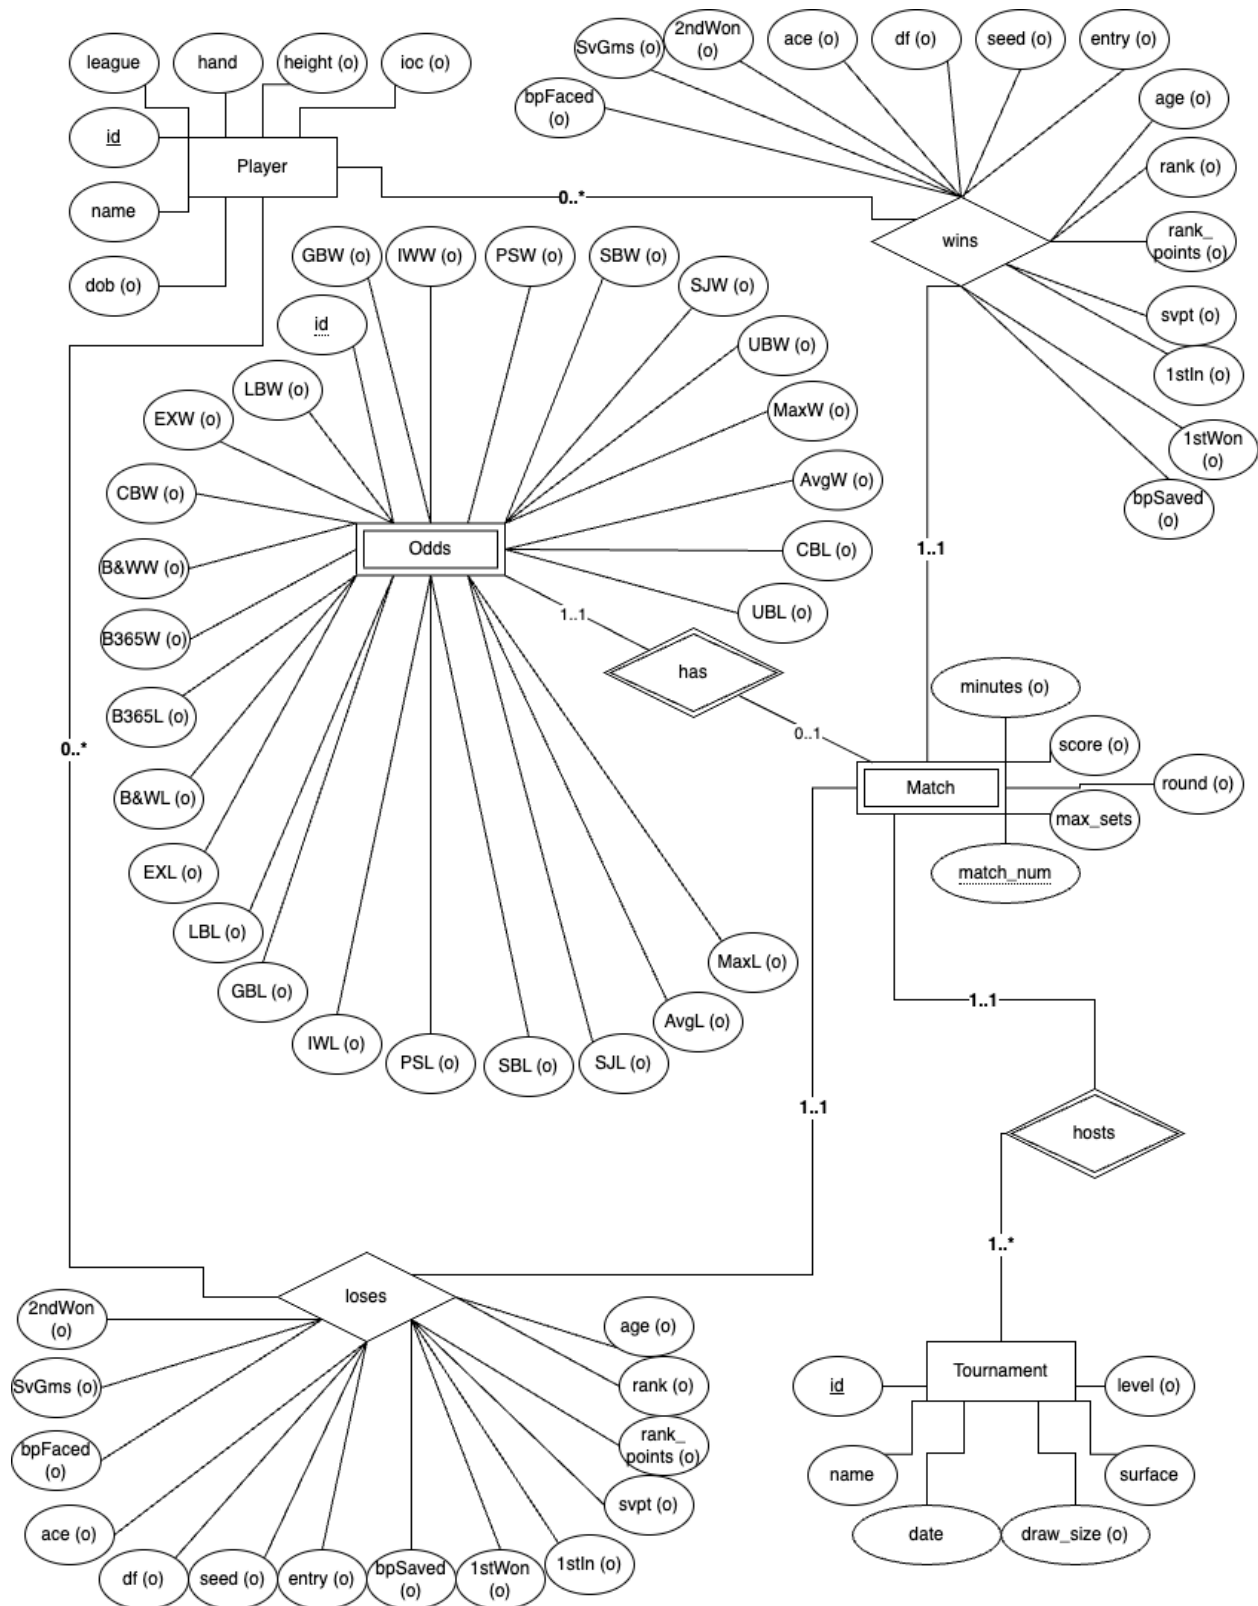 league
hand
height (o)
ioc (o)
id
Player
name
dob (o)
bpFaced
(o)
SvGms (o)
2ndWon
(o)
ace (o)
df (o)
seed (o)
entry (o)
age (o)
rank (o)
rank_
points (o)
svpt (o)
1stIn (o)
1stWon
(o)
bpSaved
(o)
wins
0..*
1..1
GBW (o)
IWW (o)
PSW (o)
SBW (o)
SJW (o)
id
UBW (o)
LBW (o)
MaxW (o)
EXW (o)
AvgW (o)
CBW (o)
CBL (o)
B&WW (o)
Odds
UBL (o)
B365W (o)
B365L (o)
B&WL (o)
EXL (o)
LBL (o)
GBL (o)
IWL (o)
PSL (o)
SBL (o)
SJL (o)
AvgL (o)
MaxL (o)
1..1
has
0..1
0..*
minutes (o)
score (o)
round (o)
Match
max_sets
match_num
1..1
1..1
hosts
1..*
loses
2ndWon
(o)
SvGms (o)
bpFaced
(o)
ace (o)
df (o)
seed (o)
entry (o)
bpSaved
(o)
1stWon
(o)
1stIn (o)
svpt (o)
rank_
points (o)
rank (o)
age (o)
Tournament
id
level (o)
name
surface
date
draw_size (o)